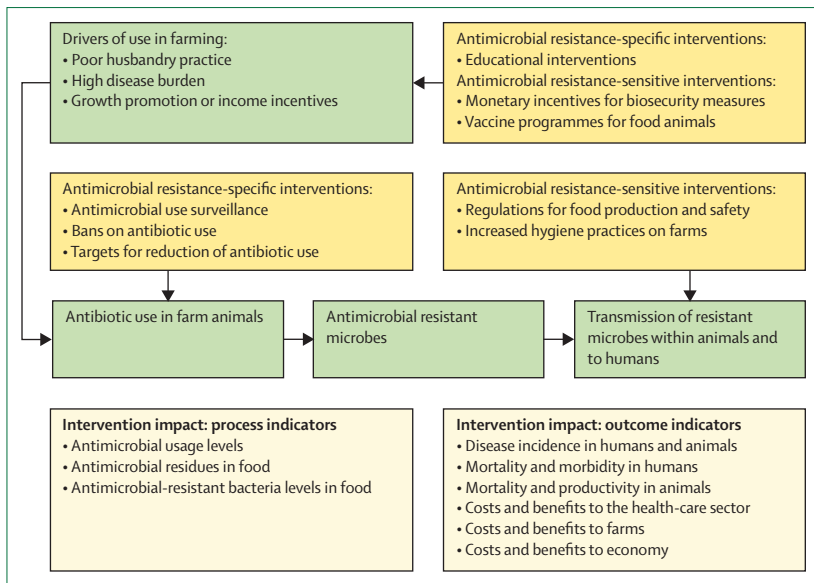 Drivers of use in farming:
• Poor husbandry practice
• High disease burden
• Growth promotion or income incentives
Antimicrobial resistance-specific interventions:
• Educational interventions
Antimicrobial resistance-sensitive interventions:
• Monetary incentives for biosecurity measures
• Vaccine programmes for food animals
Antimicrobial resistance-specific interventions:
• Antimicrobial use surveillance
• Bans on antibiotic use
• Targets for reduction of antibiotic use
Antimicrobial resistance-sensitive interventions:
• Regulations for food production and safety
• Increased hygiene practices on farms
Antibiotic use in farm animals
Antimicrobial resistant
microbes
Transmission of resistant
microbes within animals and
to humans
Intervention impact: process indicators
• Antimicrobial usage levels
• Antimicrobial residues in food
• Antimicrobial-resistant bacteria levels in food
Intervention impact: outcome indicators
• Disease incidence in humans and animals
• Mortality and morbidity in humans
• Mortality and productivity in animals
• Costs and benefits to the health-care sector
• Costs and benefits to farms
• Costs and benefits to economy